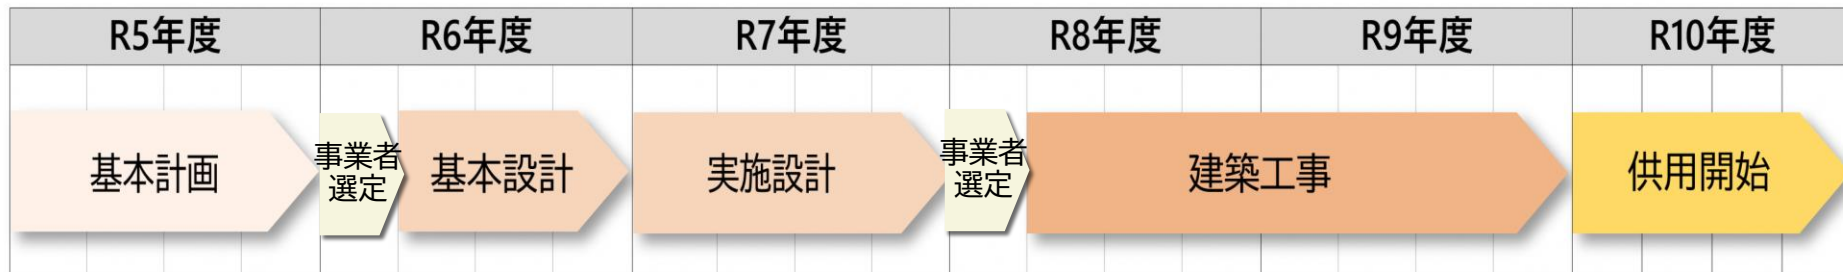 R5年度
R6年度
R7年度
R8年度
R9年度
R10年度
基本計画
事業者
選定
基本設計
実施設計
事業者
選定
建築工事
供用開始